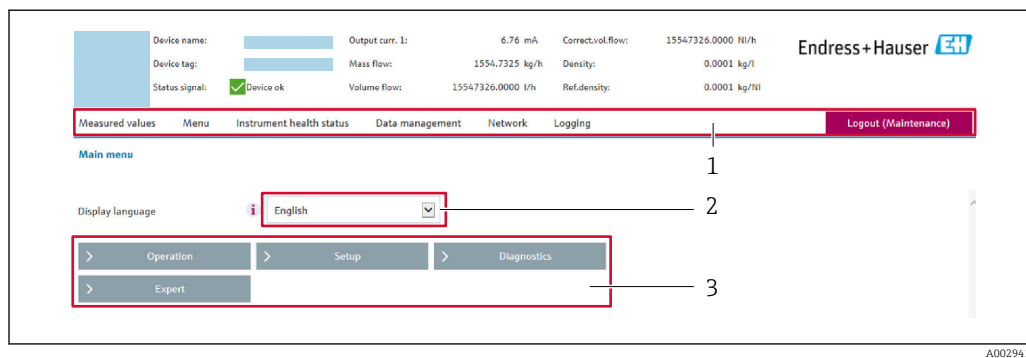 Device name: Output curr. 1: 6.76 mA Correct.vol.flow: 15547326.0000 Nl/h
Endress+Hauser EH
Device tag: Mass flow: 1554.7325 kg/h Density: 0.0001 kg/l
Status signal: Device ok Volume flow: 15547326.0000 l/h Ref.density: 0.0001 kg/Nl
Measured values Menu Instrument health status Data management Network Logging Logout (Maintenance)
1
Main menu
Display language i English 2
> Operation > Setup > Diagnostics
> Expert 3
A00294